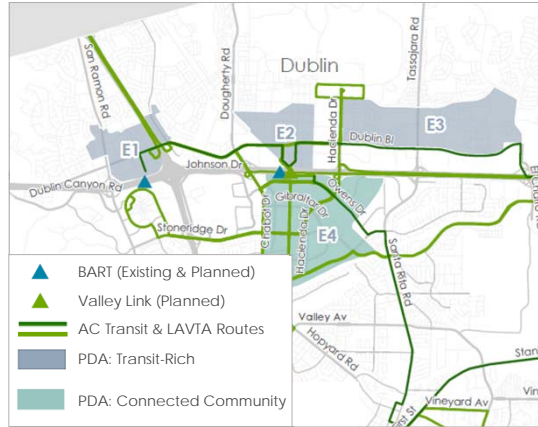 San Ramon Rd
Dougherty Rd
Dublin
Tassajara Rd
Hacienda Dr
E1
E2
E3
Dublin Bl
Johnson Dr
Dublin Canyon Rd
Owens Dr
Gibraltar Dr
Stoneridge Dr
Hacienda Dr
E4
Santa Rita Rd
BART (Existing & Planned)
Valley Link (Planned)
AC Transit & LAVTA Routes
PDA: Transit-Rich
PDA: Connected Community
Valley Av
Hopyard Rd
Stan
Vineyard Av
Vin